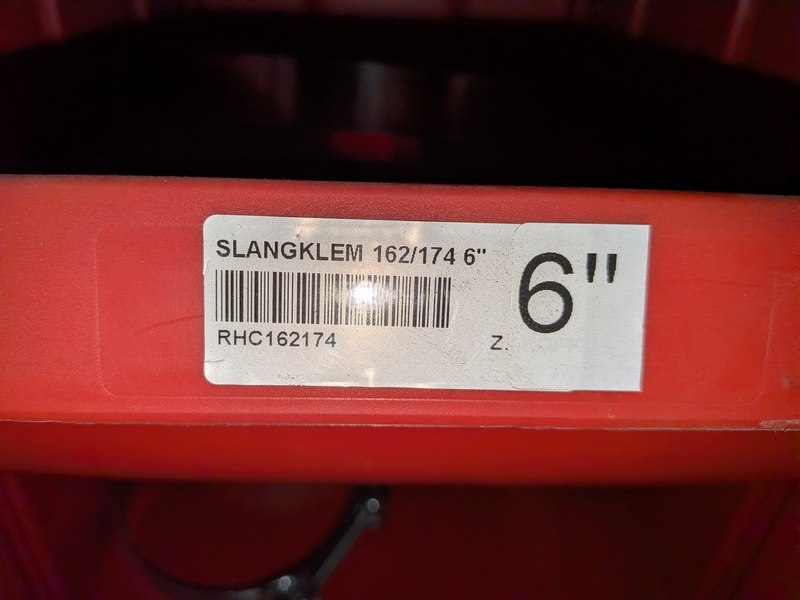 SLANGKLEM 162/174 6"
RHC162174
Z.
6"